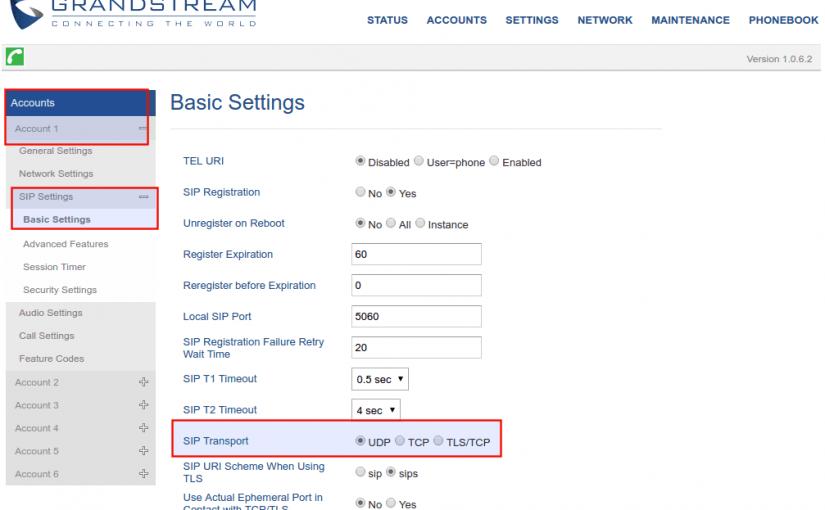 GRANDSTREAM
CONNECTING THE WORLD
STATUS ACCOUNTS SETTINGS NETWORK MAINTENANCE PHONEBOOK
Version 1.0.6.2
Accounts
Account 1
General Settings
Network Settings
SIP Settings
Basic Settings
Advanced Features
Session Timer
Security Settings
Audio Settings
Call Settings
Feature Codes
Account 2
Account 3
Account 4
Account 5
Account 6
Basic Settings
TEL URI Disabled User=phone Enabled
SIP Registration No Yes
Unregister on Reboot No All Instance
Register Expiration 60
Reregister before Expiration 0
Local SIP Port 5060
SIP Registration Failure Retry
Wait Time 20
SIP T1 Timeout 0.5 sec
SIP T2 Timeout 4 sec
SIP Transport UDP TCP TLS/TCP
SIP URI Scheme When Using
TLS sip sips
Use Actual Ephemeral Port in
Contact with TCP/TLS No Yes